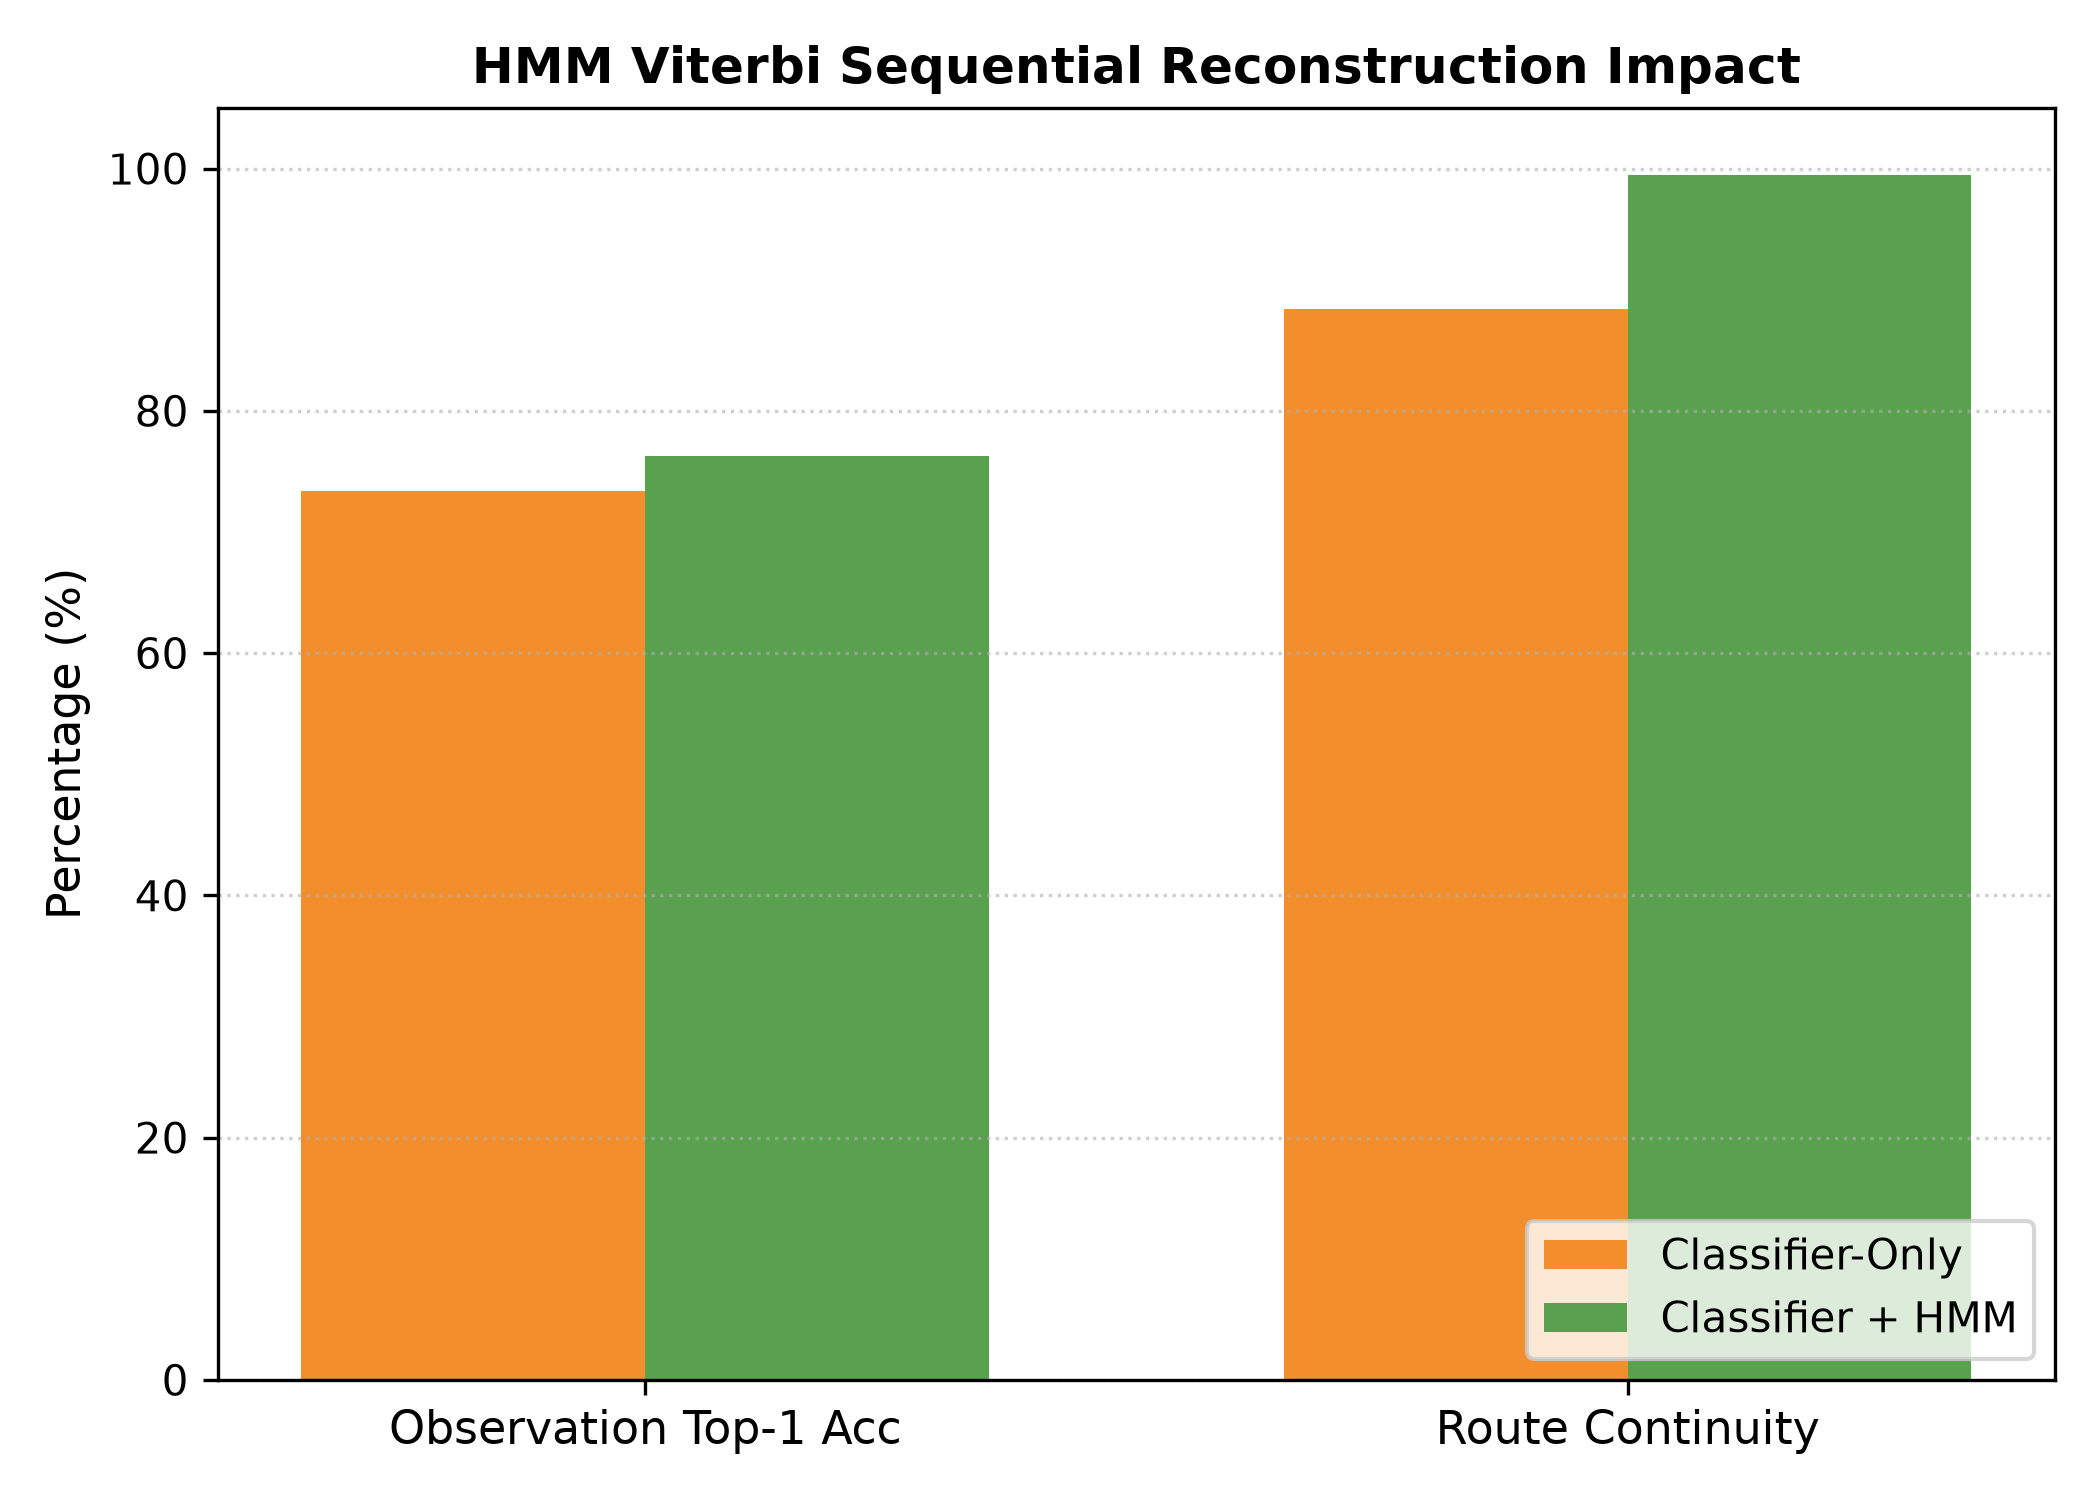 HMM Viterbi Sequential Reconstruction Impact
Percentage (%)
100
80
60
40
20
0
Classifier-Only
Classifier + HMM
Observation Top-1 Acc
Route Continuity